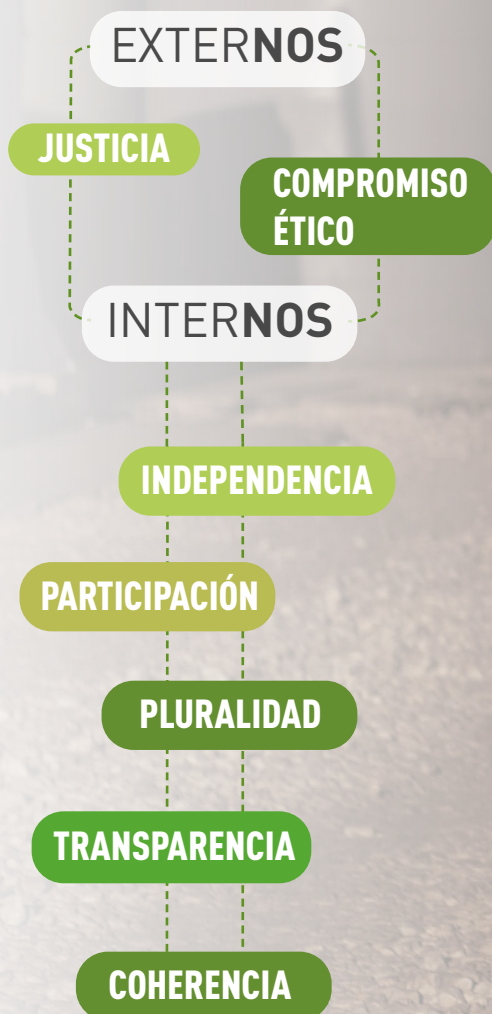 EXTERNOS
JUSTICIA
COMPROMISO
ÉTICO
INTERNOS
INDEPENDENCIA
PARTICIPACIÓN
PLURALIDAD
TRANSPARENCIA
COHERENCIA